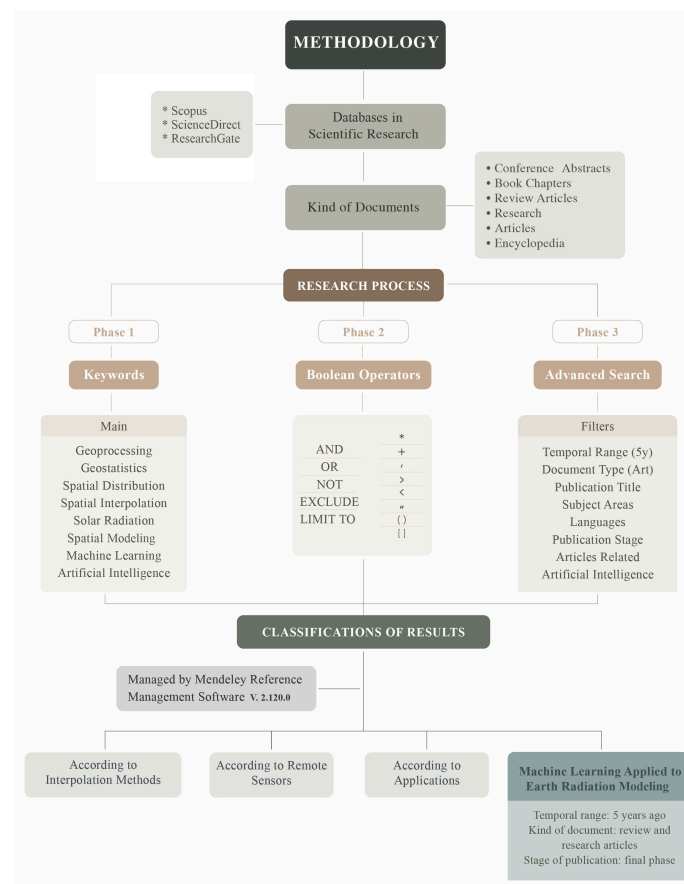 METHODOLOGY
* Scopus
* ScienceDirect
* ResearchGate
Databases in
Scientific Research
Kind of Documents
• Conference Abstracts
• Book Chapters
• Review Articles
• Research
• Articles
• Encyclopedia
RESEARCH PROCESS
Phase 1
Keywords
Main
Geoprocessing
Geostatistics
Spatial Distribution
Spatial Interpolation
Solar Radiation
Spatial Modeling
Machine Learning
Artificial Intelligence
Phase 2
Boolean Operators
AND
OR
NOT
EXCLUDE
LIMIT TO
*
+
,
>
<
"
( )
[ ]
Phase 3
Advanced Search
Filters
Temporal Range (5y)
Document Type (Art)
Publication Title
Subject Areas
Languages
Publication Stage
Articles Related
Artificial Intelligence
CLASSIFICATIONS OF RESULTS
Managed by Mendeley Reference
Management Software V. 2.120.0
According to
Interpolation Methods
According to Remote
Sensors
According to
Applications
Machine Learning Applied to
Earth Radiation Modeling
Temporal range: 5 years ago
Kind of document: review and
research articles
Stage of publication: final phase